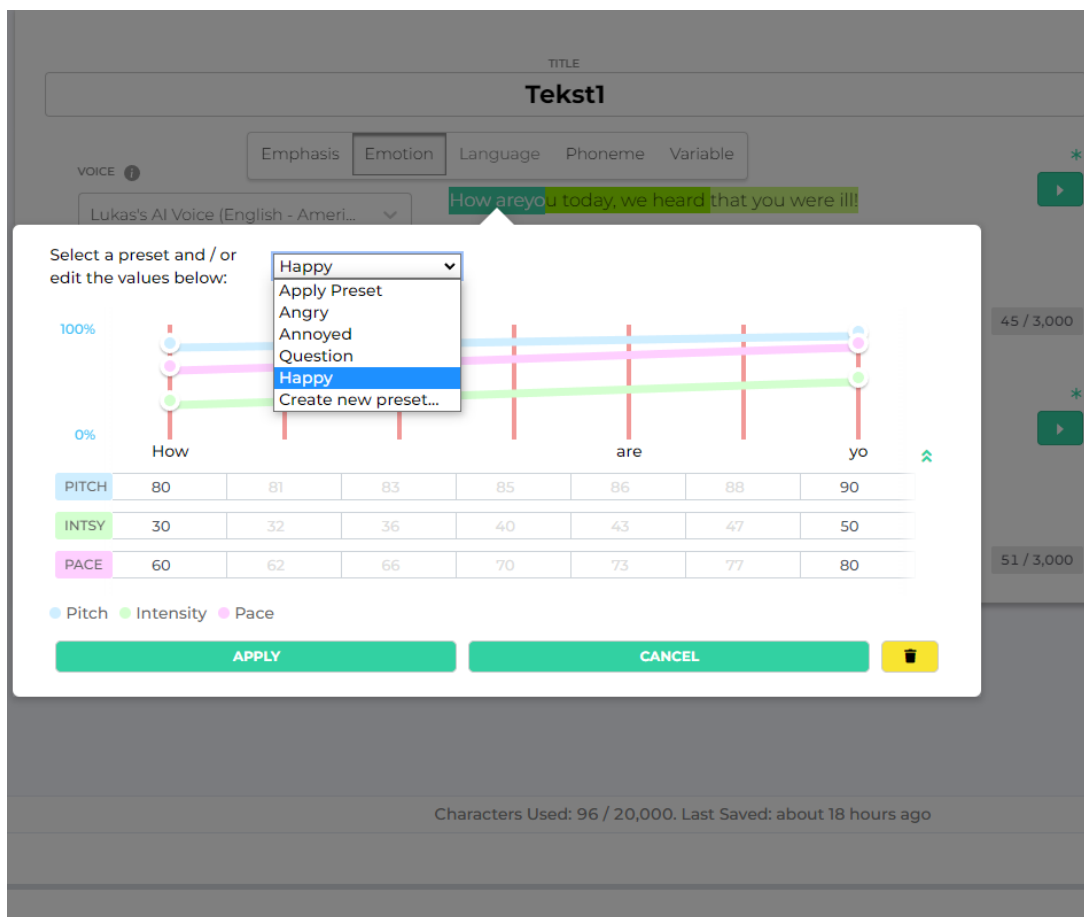 TITLE
Tekst1
Emphasis Emotion Language Phoneme Variable
VOICE i
Lukas's AI Voice (English - Ameri...
How areyou today, we heard that you were ill!
Select a preset and / or
edit the values below:
Happy
Apply Preset
Angry
Annoyed
Question
Happy
Create new preset...
45 / 3,000
100%
0%
How are yo
PITCH 80 81 83 85 86 88 90
INTSY 30 32 36 40 43 47 50
PACE 60 62 66 70 73 77 80
51 / 3,000
Pitch Intensity Pace
APPLY CANCEL
Characters Used: 96 / 20,000. Last Saved: about 18 hours ago